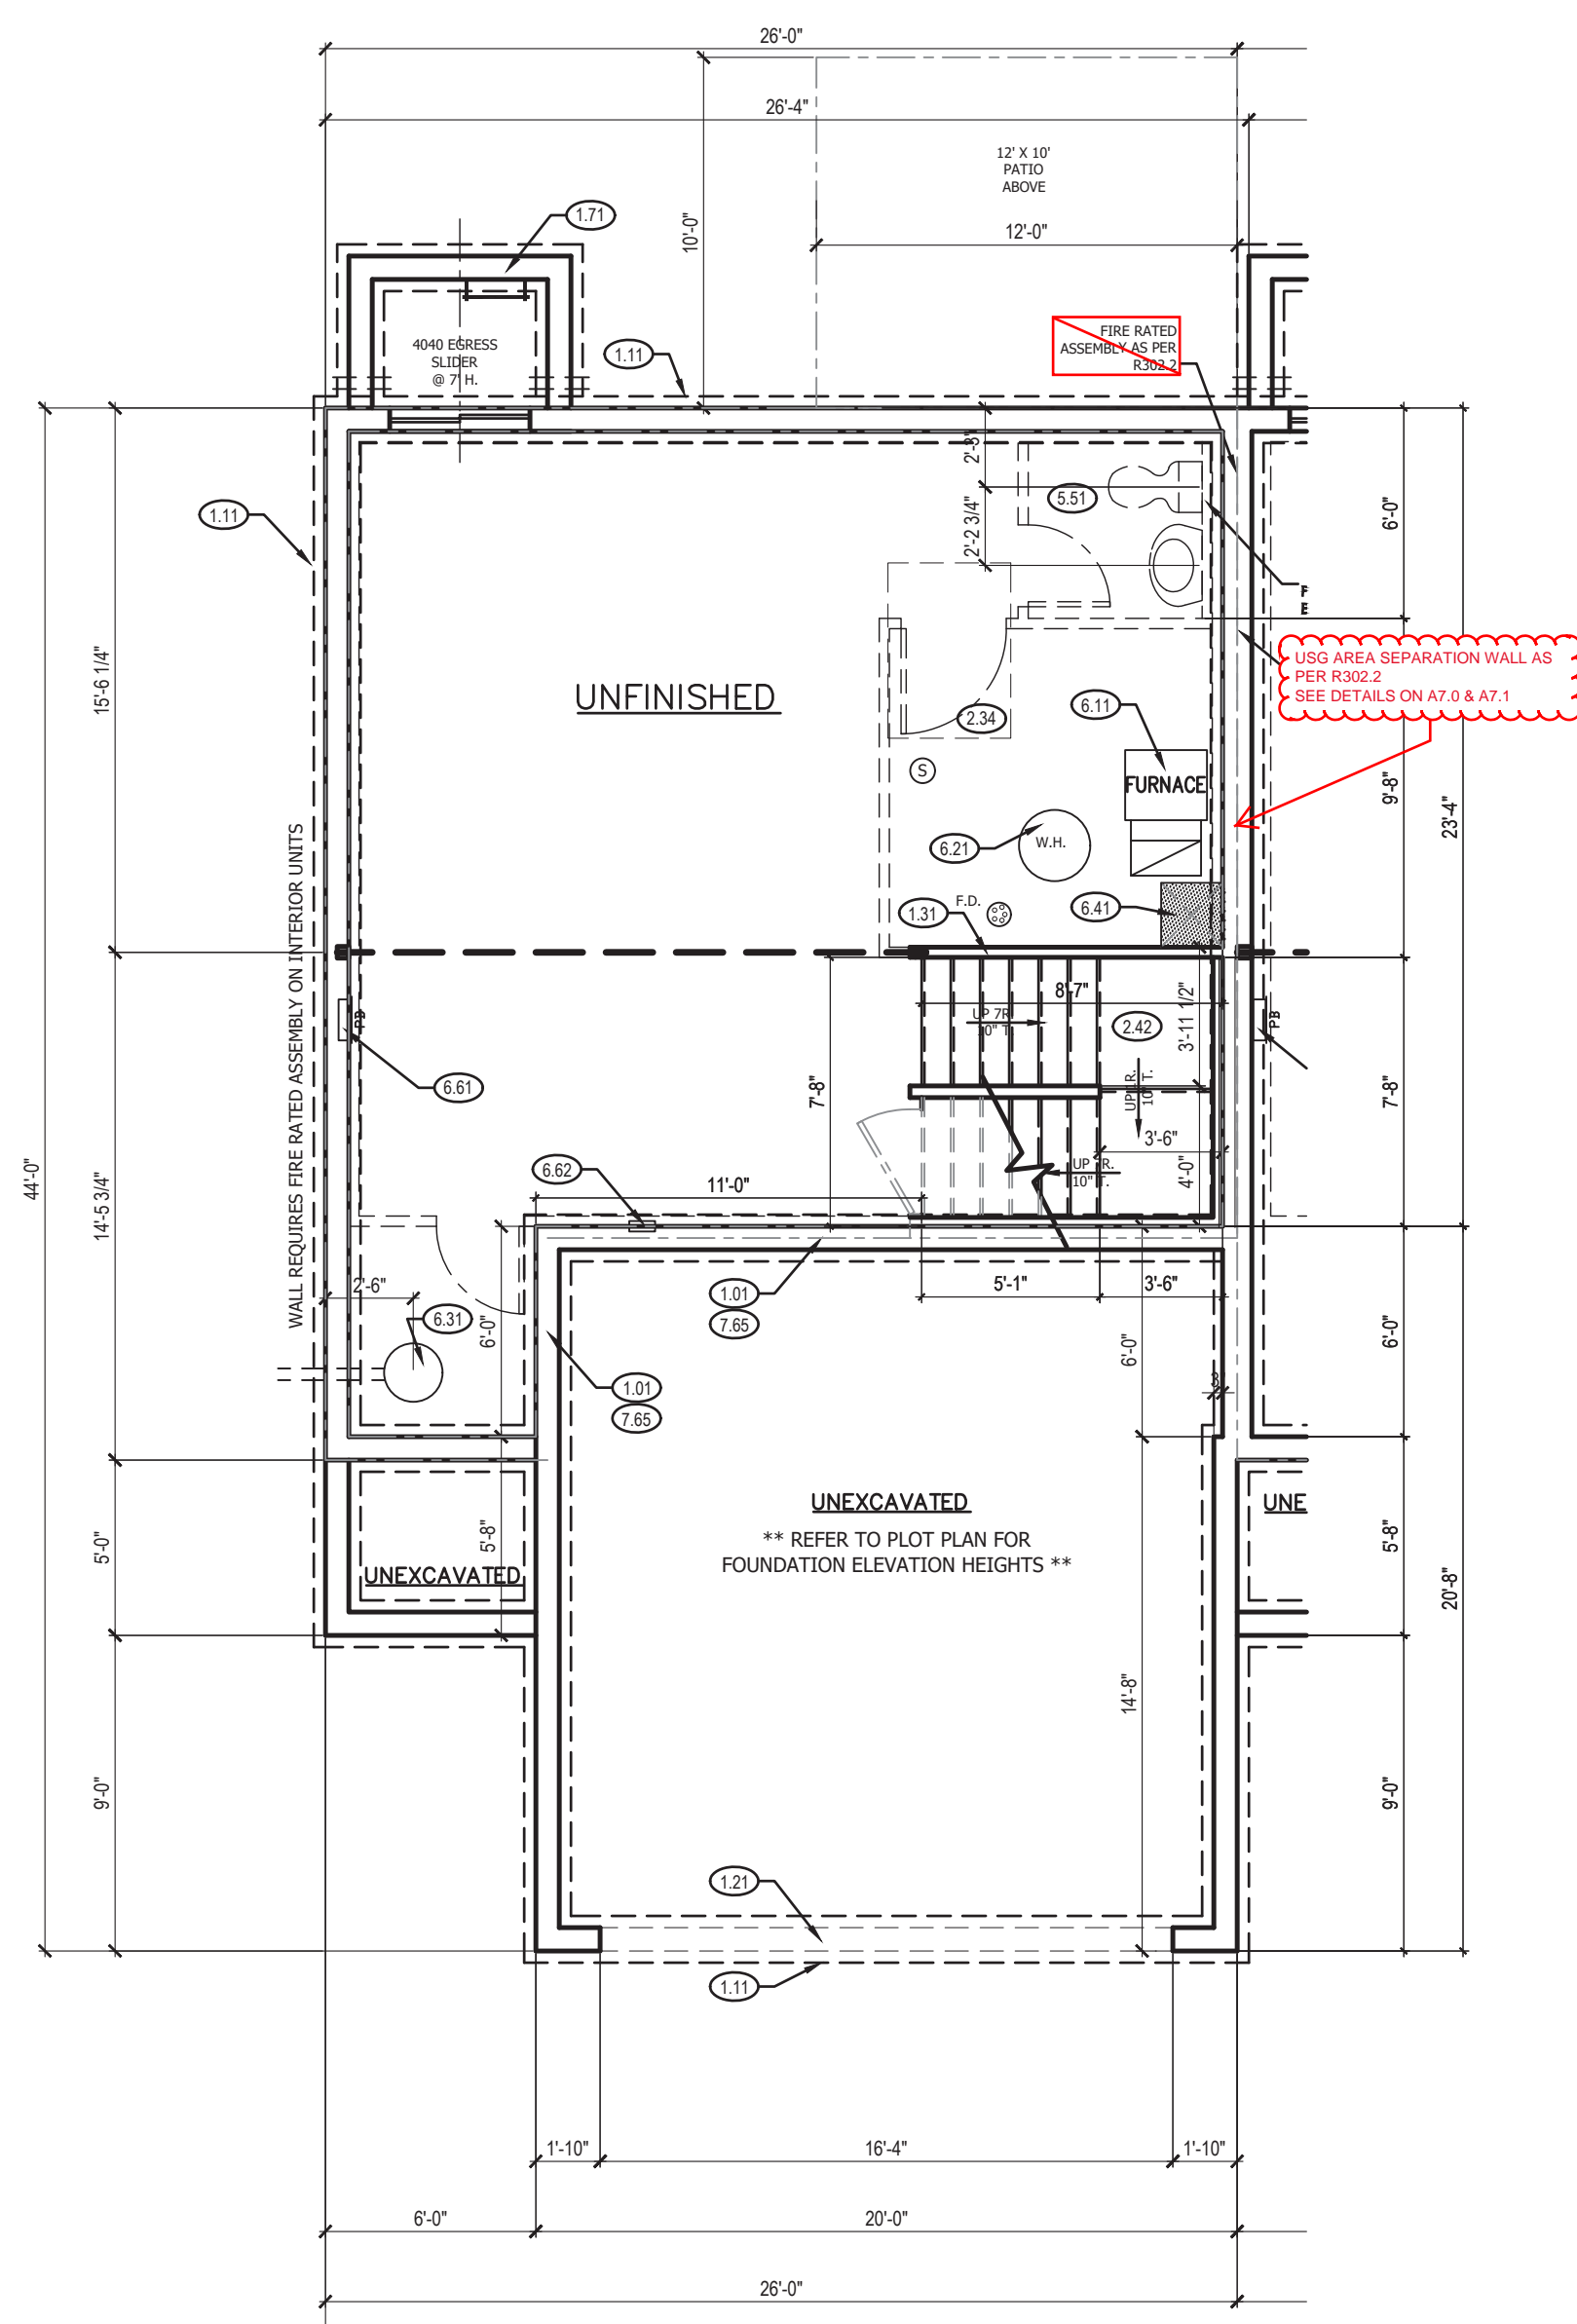 26'-0"
26'-4"
12' X 10'
PATIO
ABOVE
1.71
10'-0"
12'-0"
4040 EGRESS
SLIDER
@ 7' H.
1.11
FIRE RATED
ASSEMBLY AS PER
R302.2
1.11
2'-3"
5.51
2'-2 3/4"
6'-0"
F
E
USG AREA SEPARATION WALL AS
PER R302.2
SEE DETAILS ON A7.0 & A7.1
15'-6 1/4"
UNFINISHED
2.34
6.11
S
FURNACE
9'-8"
23'-4"
6.21
W.H.
1.31
F.D.
6.41
WALL REQUIRES FIRE RATED ASSEMBLY ON INTERIOR UNITS
PB
6.61
8'-7"
UP 7R
10" T
2.42
3'-11 1/2"
PB
7'-8"
UP 1R.
10" T.
7'-8"
3'-6"
UP R.
10" T.
4'-0"
44'-0"
14'-5 3/4"
6.62
11'-0"
2'-6"
6.31
6'-0"
1.01
7.65
5'-1"
3'-6"
6'-0"
6'-0"
1.01
7.65
3"
UNEXCAVATED
** REFER TO PLOT PLAN FOR
FOUNDATION ELEVATION HEIGHTS **
UNE
5'-0"
5'-8"
UNEXCAVATED
5'-8"
20'-8"
14'-8"
9'-0"
9'-0"
1.21
1.11
1'-10"
16'-4"
1'-10"
6'-0"
20'-0"
26'-0"